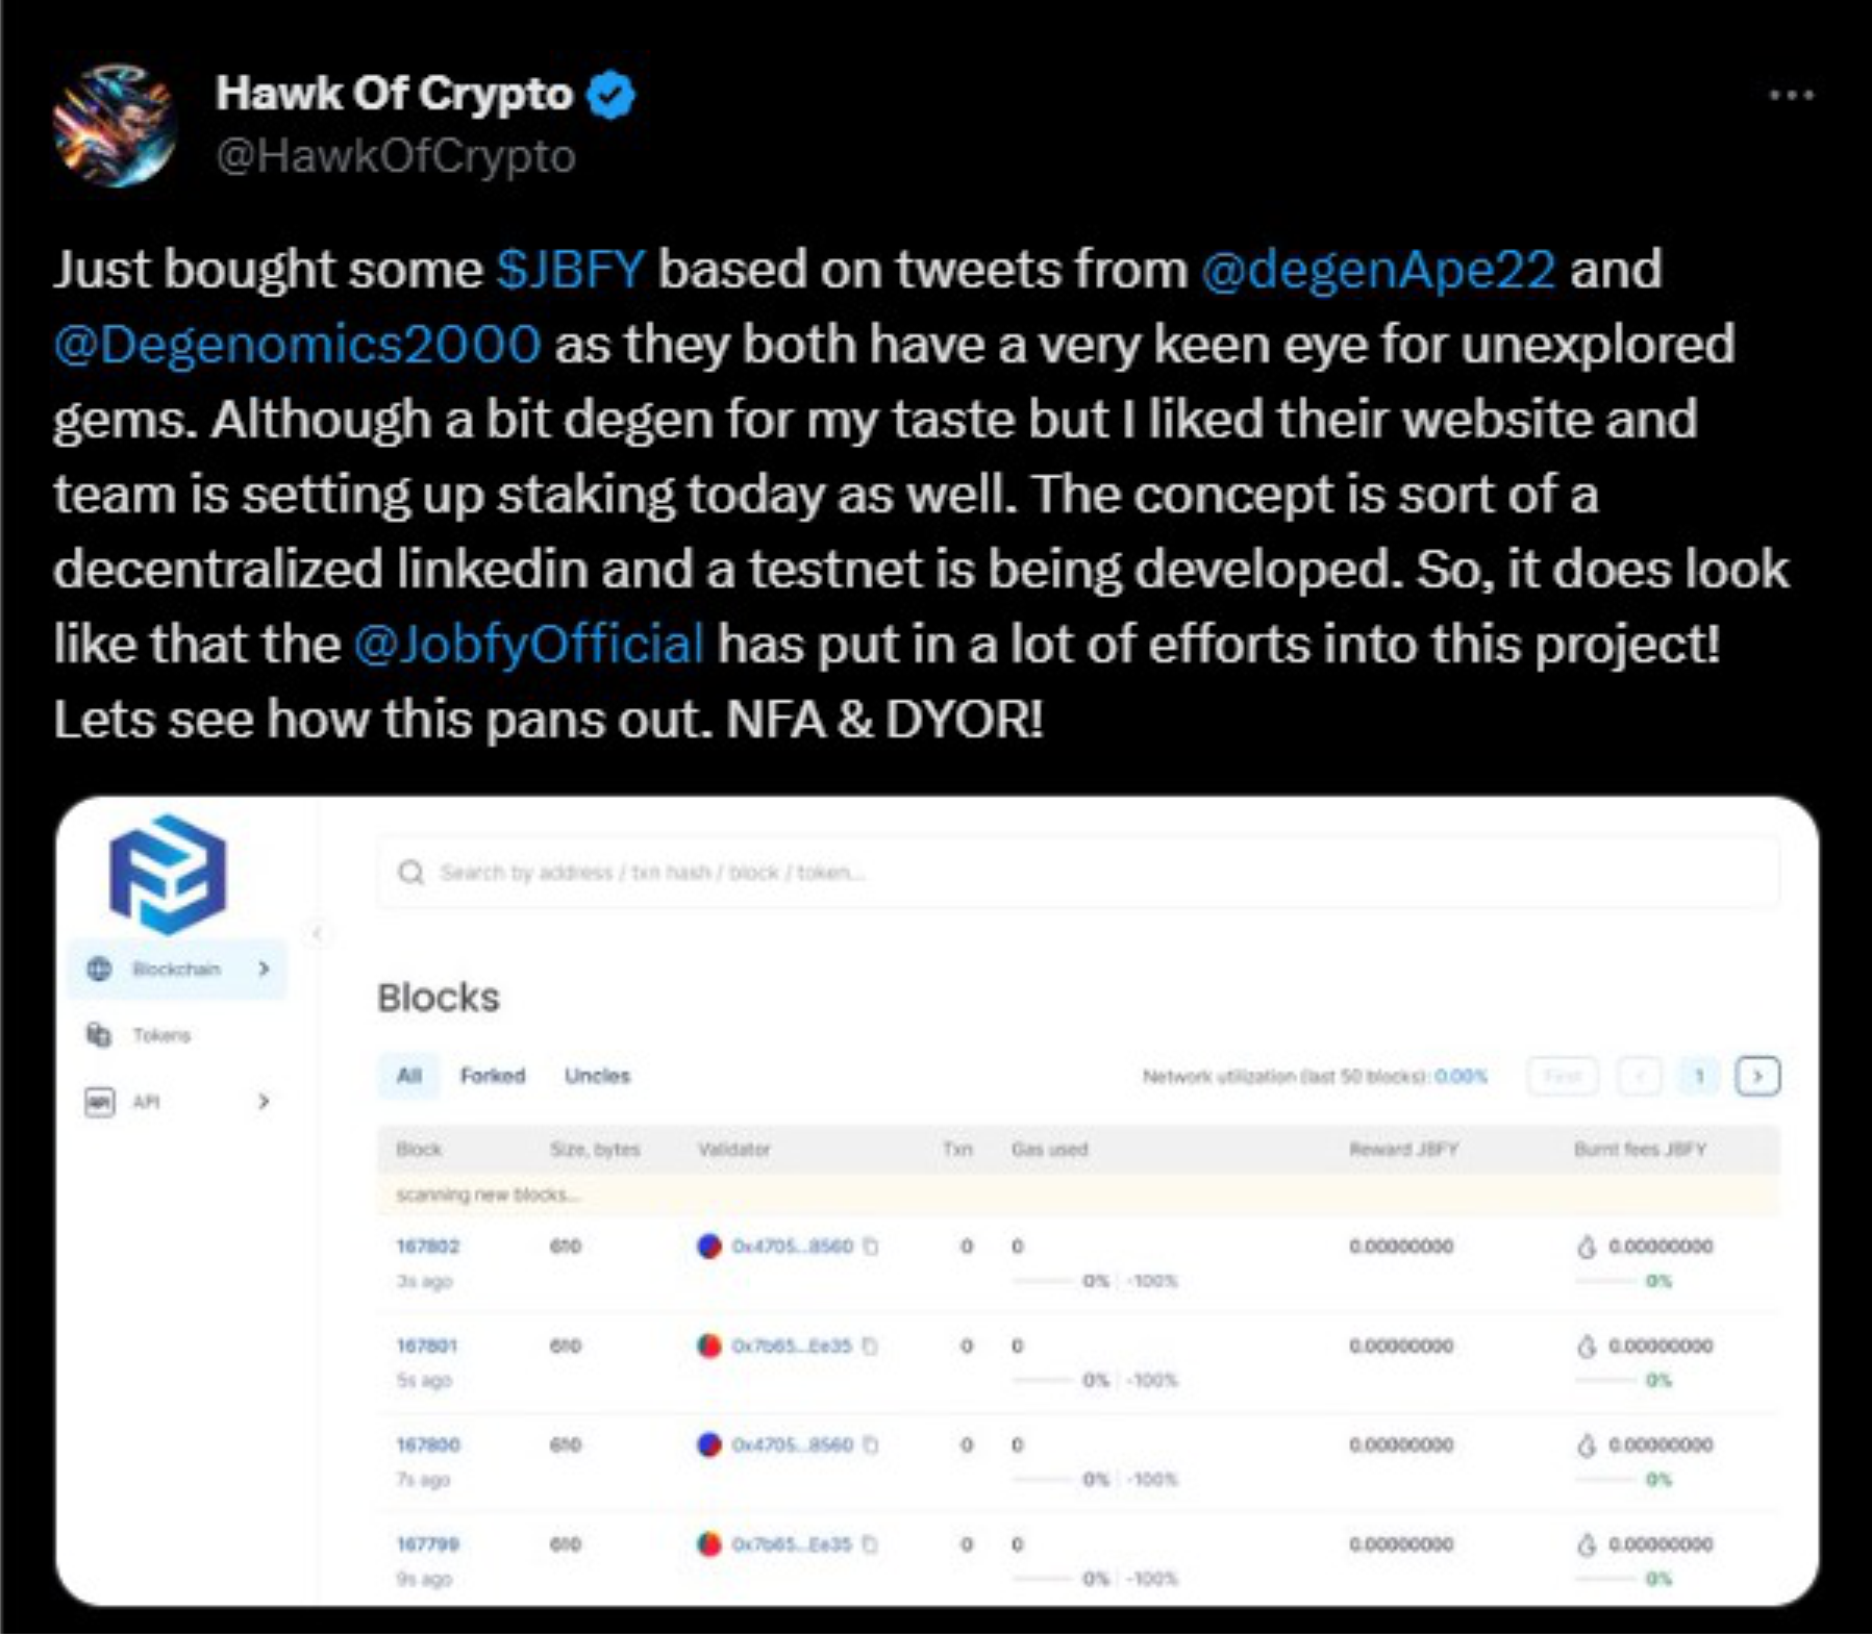 Hawk Of Crypto
@HawkOfCrypto
Just bought some $JBFY based on tweets from @degenApe22 and
@Degenomics2000 as they both have a very keen eye for unexplored
gems. Although a bit degen for my taste but I liked their website and
team is setting up staking today as well. The concept is sort of a
decentralized linkedin and a testnet is being developed. So, it does look
like that the @JobfyOfficial has put in a lot of efforts into this project!
Lets see how this pans out. NFA & DYOR!
Search by address / txn hash / block / token...
Blockchain
Tokens
API API
Blocks
All Forked Uncles Network utilization (last 50 blocks): 0.00% First 1
Block Size, bytes Validator Txn Gas used Reward JBFY Burnt fees JBFY
scanning new blocks...
167802 610 0x4705...8560 0 0 0.00000000 0.00000000
3s ago 0% -100% 0%
167801 610 0x7b65...Ee35 0 0 0.00000000 0.00000000
5s ago 0% -100% 0%
167800 610 0x4705...8560 0 0 0.00000000 0.00000000
7s ago 0% -100% 0%
167799 610 0x7b65...Ee35 0 0 0.00000000 0.00000000
9s ago 0% -100% 0%